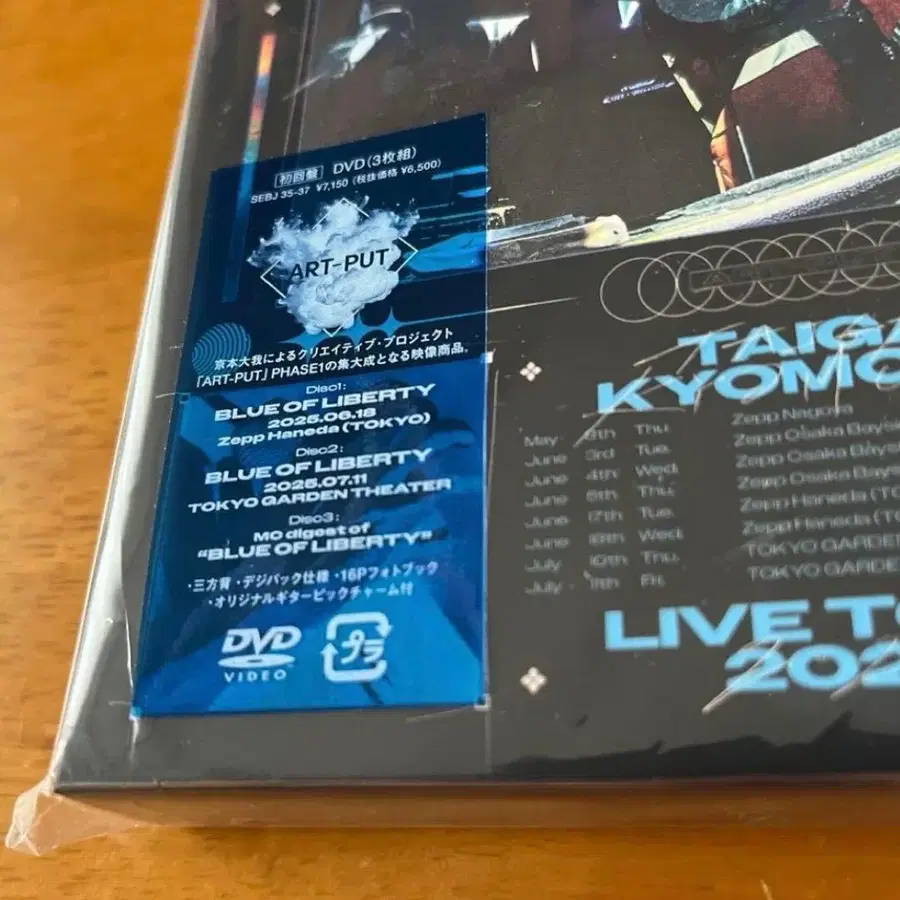 初回盤 DVD(3枚組)
SEBJ 35-37 ¥7,150 (税抜価格 ¥6,500)
ART-PUT
京本大我によるクリエイティブ・プロジェクト
「ART-PUT」PHASE1の集大成となる映像商品。
Disc1:
BLUE OF LIBERTY
2025.06.18
Zepp Haneda (TOKYO)
Disc2:
BLUE OF LIBERTY
2025.07.11
TOKYO GARDEN THEATER
Disc3:
MC digest of
"BLUE OF LIBERTY"
・三方背・デジパック仕様・16Pフォトブック
・オリジナルギターピックチャーム付
DVD
VIDEO
プラ
TAIGA
KYOMO
May Thu. Zepp Nagoya
June 3rd Tue. Zepp Osaka Baysi
June 4th Wed. Zepp Osaka Bays
June 5th Thu. Zepp Osaka Bays
June 17th Tue. Zepp Haneda (TO
June 18th Wed. Zepp Haneda (TO
July 10th Thu. TOKYO GARDEN
July 11th Fri. TOKYO GARDEN
LIVE TO
202